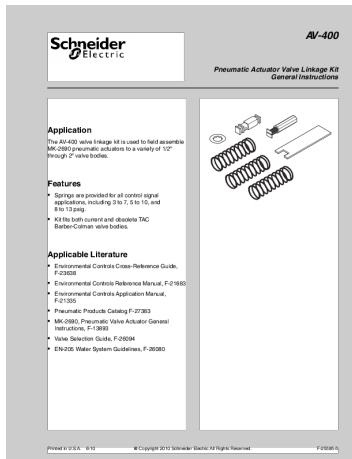 Schneider
Electric
AV-400
Pneumatic Actuator Valve Linkage Kit
General Instructions
Application
The AV-400 valve linkage kit is used to field assemble
MK-2690 pneumatic actuators to a variety of 1/2"
through 2" valve bodies.
Features
• Springs are provided for all control signal
applications, including 3 to 7, 5 to 10, and
8 to 13 psig.
• Kit fits both current and obsolete TAC
Barber-Colman valve bodies.
Applicable Literature
• Environmental Controls Cross-Reference Guide,
F-23638
• Environmental Controls Reference Manual, F-21683
• Environmental Controls Application Manual,
F-21335
• Pneumatic Products Catalog F-27383
• MK-2690, Pneumatic Valve Actuator General
Instructions, F-13893
• Valve Selection Guide, F-26094
• EN-205 Water System Guidelines, F-26080
Printed in U.S.A. 9-10 © Copyright 2010 Schneider Electric All Rights Reserved.